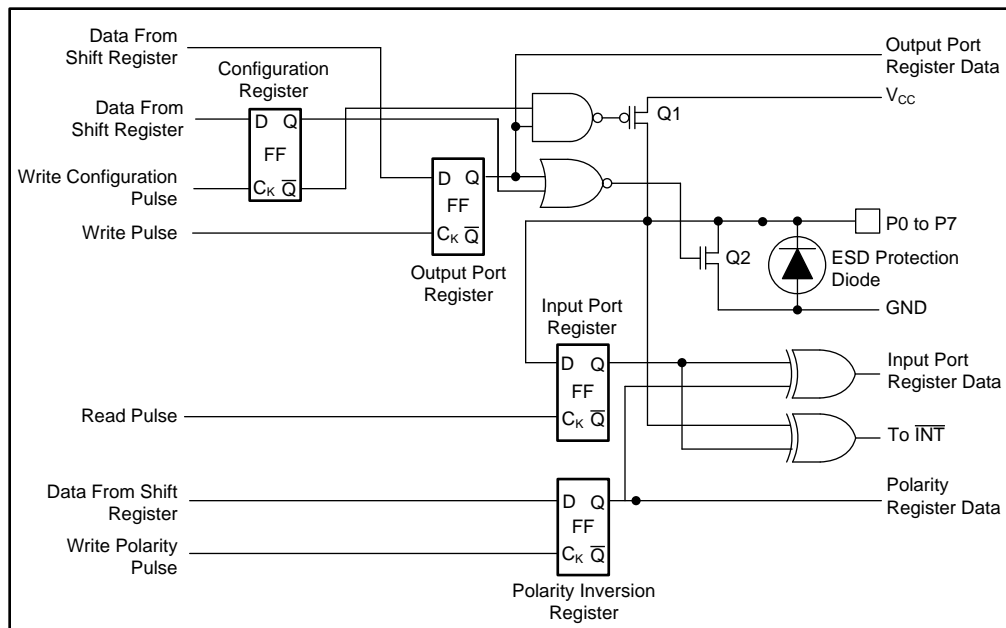 Data From
Shift Register
Configuration
Register
Data From
Shift Register
D Q
FF
CK Q̅
Write Configuration
Pulse
Write Pulse
D Q
FF
CK Q̅
Output Port
Register
Output Port
Register Data
VCC
Q1
P0 to P7
Q2
ESD Protection
Diode
GND
Input Port
Register
D Q
FF
CK Q̅
Read Pulse
Input Port
Register Data
To I̅N̅T̅
Data From Shift
Register
Write Polarity
Pulse
D Q
FF
CK Q̅
Polarity
Register Data
Polarity Inversion
Register